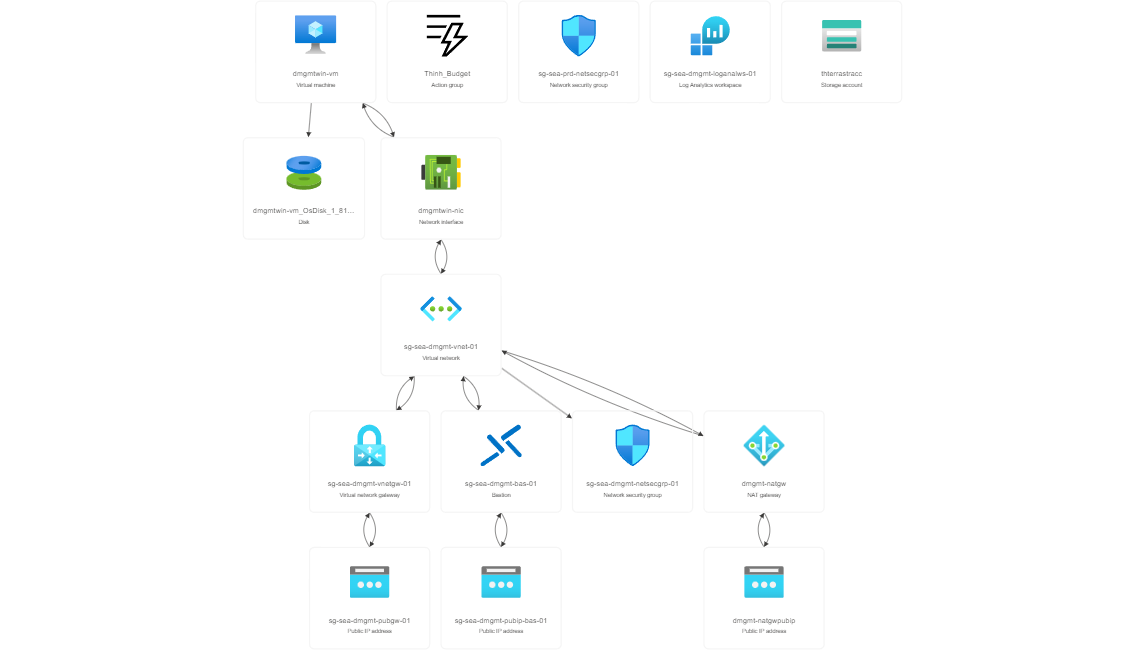 dmgmtwin-vm
Virtual machine
Thinh_Budget
Action group
sg-sea-prd-netsecgrp-01
Network security group
sg-sea-dmgmt-loganalws-01
Log Analytics workspace
thterrastracc
Storage account
dmgmtwin-vm_OsDisk_1_81...
Disk
dmgmtwin-nic
Network interface
sg-sea-dmgmt-vnet-01
Virtual network
sg-sea-dmgmt-vnetgw-01
Virtual network gateway
sg-sea-dmgmt-bas-01
Bastion
sg-sea-dmgmt-netsecgrp-01
Network security group
dmgmt-natgw
NAT gateway
sg-sea-dmgmt-pubgw-01
Public IP address
sg-sea-dmgmt-pubip-bas-01
Public IP address
dmgmt-natgwpubip
Public IP address